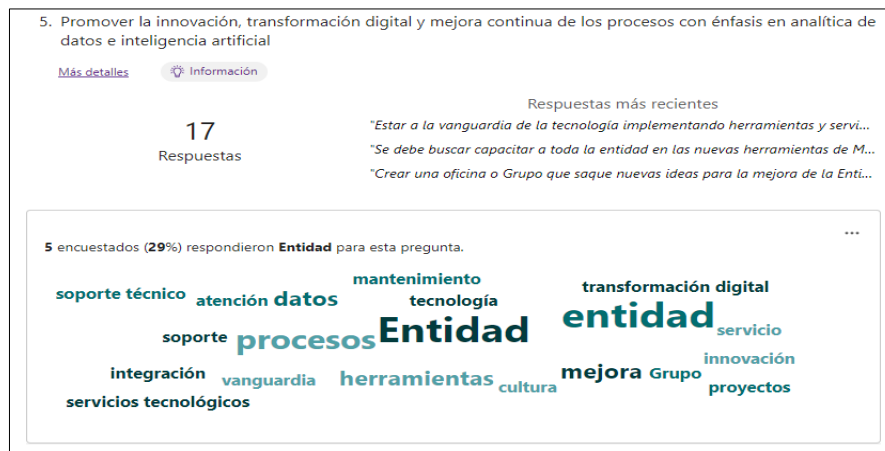 5. Promover la innovación, transformación digital y mejora continua de los procesos con énfasis en analítica de
datos e inteligencia artificial
Más detalles
Información
17
Respuestas
Respuestas más recientes
"Estar a la vanguardia de la tecnología implementando herramientas y servi...
"Se debe buscar capacitar a toda la entidad en las nuevas herramientas de M...
"Crear una oficina o Grupo que saque nuevas ideas para la mejora de la Enti...
...
5 encuestados (29%) respondieron Entidad para esta pregunta.
mantenimiento
soporte técnico atención datos tecnología transformación digital
soporte procesos Entidad entidad servicio
integración vanguardia herramientas cultura mejora Grupo innovación
servicios tecnológicos proyectos